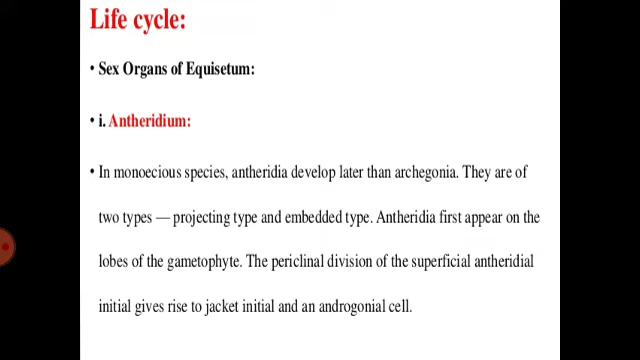 Life cycle:
• Sex Organs of Equisetum:
• i. Antheridium:
• In monoecious species, antheridia develop later than archegonia. They are of
two types — projecting type and embedded type. Antheridia first appear on the
lobes of the gametophyte. The periclinal division of the superficial antheridial
initial gives rise to jacket initial and an androgonial cell.